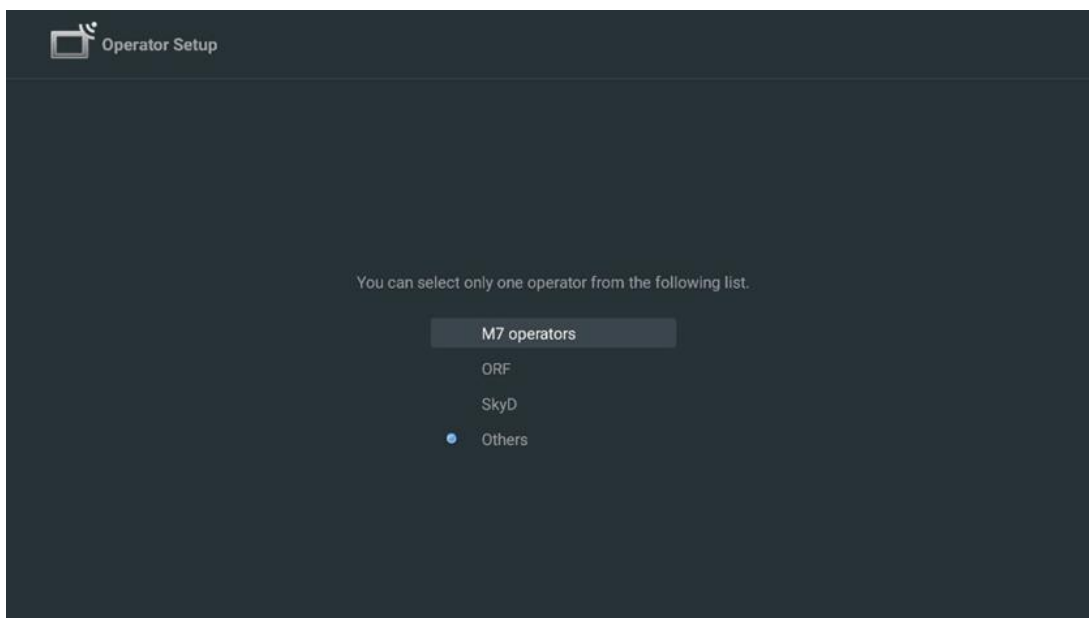 Operator Setup
You can select only one operator from the following list.
M7 operators
ORF
SkyD
Others